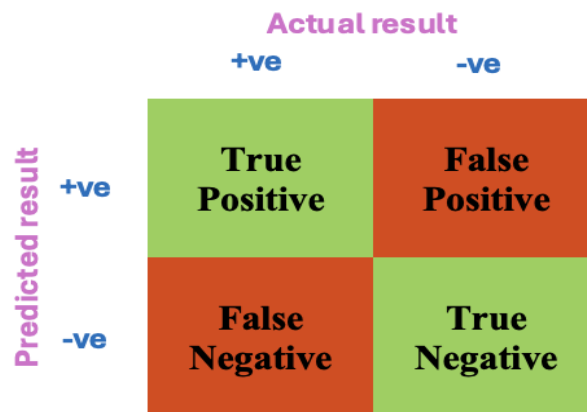 Actual result
+ve -ve
Predicted result
+ve
True
Positive
False
Positive
-ve
False
Negative
True
Negative